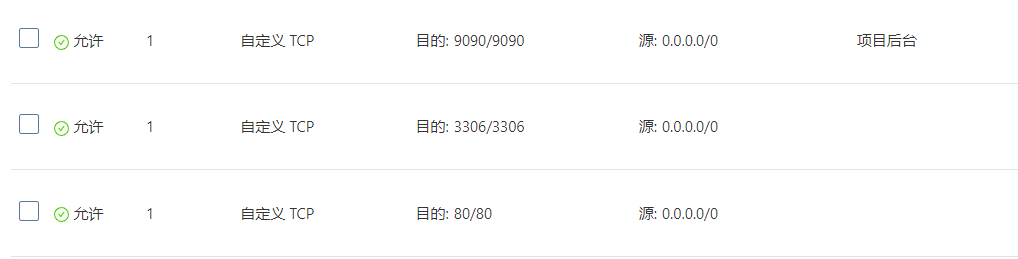 允许 1 自定义 TCP 目的: 9090/9090 源: 0.0.0.0/0 项目后台
允许 1 自定义 TCP 目的: 3306/3306 源: 0.0.0.0/0
允许 1 自定义 TCP 目的: 80/80 源: 0.0.0.0/0